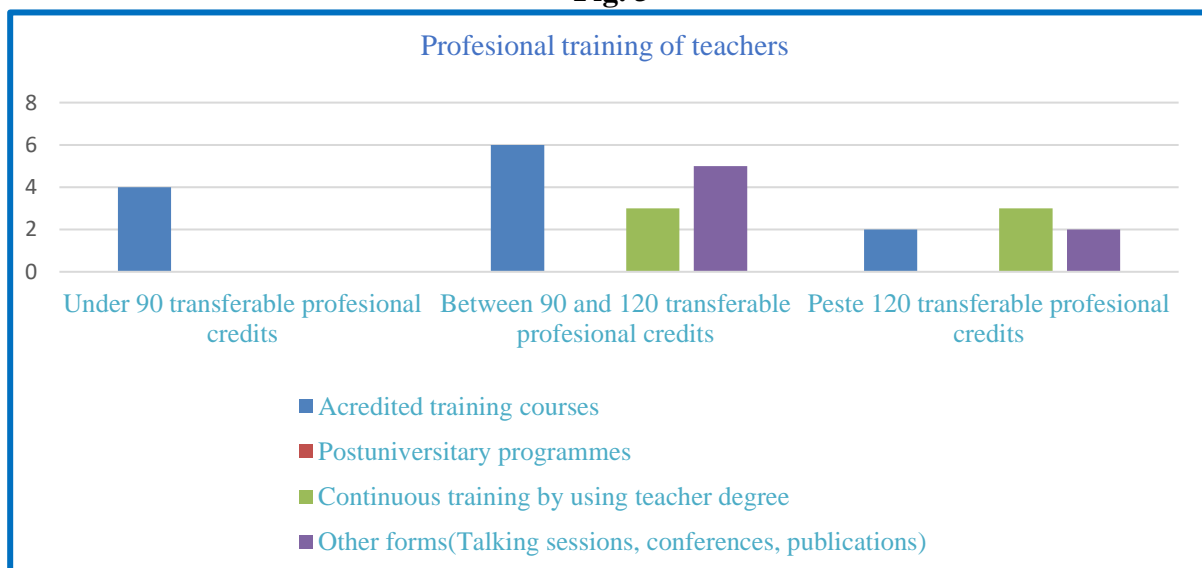 Profesional training of teachers
8
6
4
2
0
Under 90 transferable profesional
credits
Between 90 and 120 transferable
profesional credits
Peste 120 transferable profesional
credits
Acredited training courses
Postuniversitary programmes
Continuous training by using teacher degree
Other forms(Talking sessions, conferences, publications)